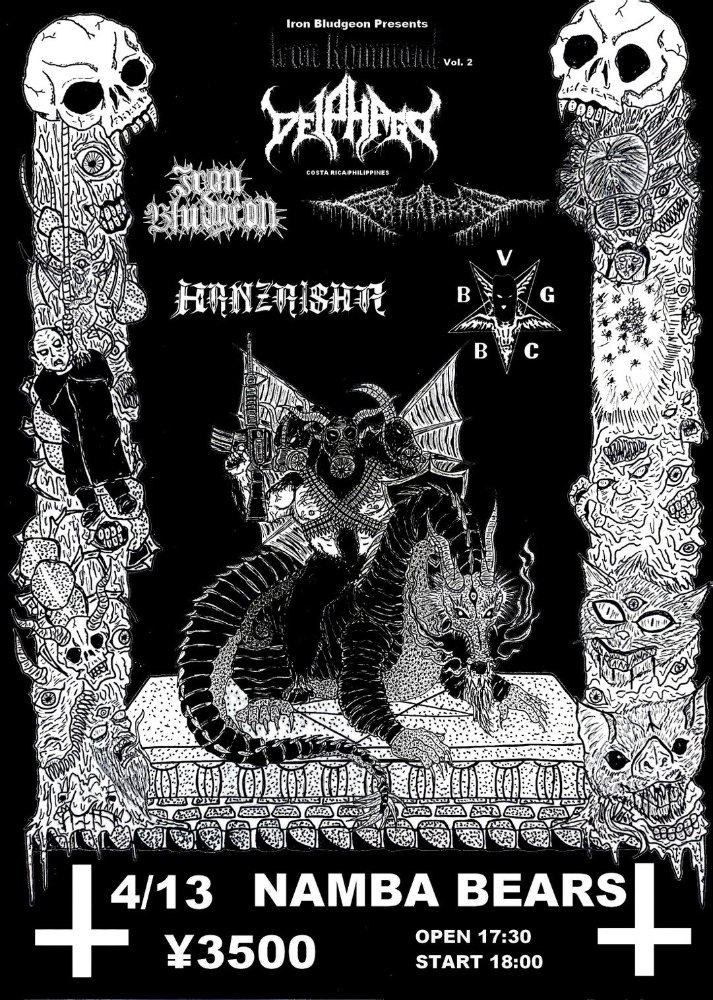 Iron Bludgeon Presents
Iron Kommand Vol. 2
DEIPHAGO
COSTA RICA/PHILIPPINES
Iron
Bludgeon
HANZAISHA
V
B G
B C
4/13 NAMBA BEARS
¥3500
OPEN 17:30
START 18:00